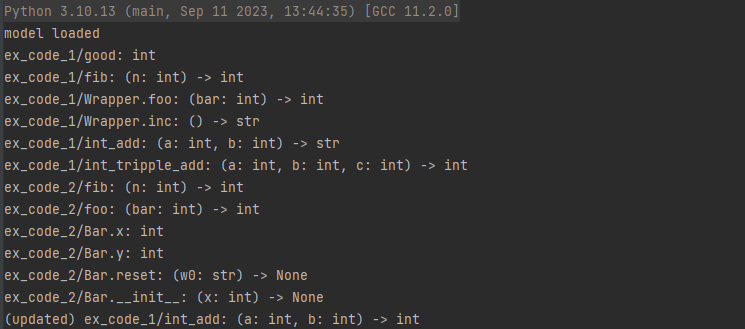 Python 3.10.13 (main, Sep 11 2023, 13:44:35) [GCC 11.2.0]
model loaded
ex_code_1/good: int
ex_code_1/fib: (n: int) -> int
ex_code_1/Wrapper.foo: (bar: int) -> int
ex_code_1/Wrapper.inc: () -> str
ex_code_1/int_add: (a: int, b: int) -> str
ex_code_1/int_tripple_add: (a: int, b: int, c: int) -> int
ex_code_2/fib: (n: int) -> int
ex_code_2/foo: (bar: int) -> int
ex_code_2/Bar.x: int
ex_code_2/Bar.y: int
ex_code_2/Bar.reset: (w0: str) -> None
ex_code_2/Bar.__init__: (x: int) -> None
(updated) ex_code_1/int_add: (a: int, b: int) -> int